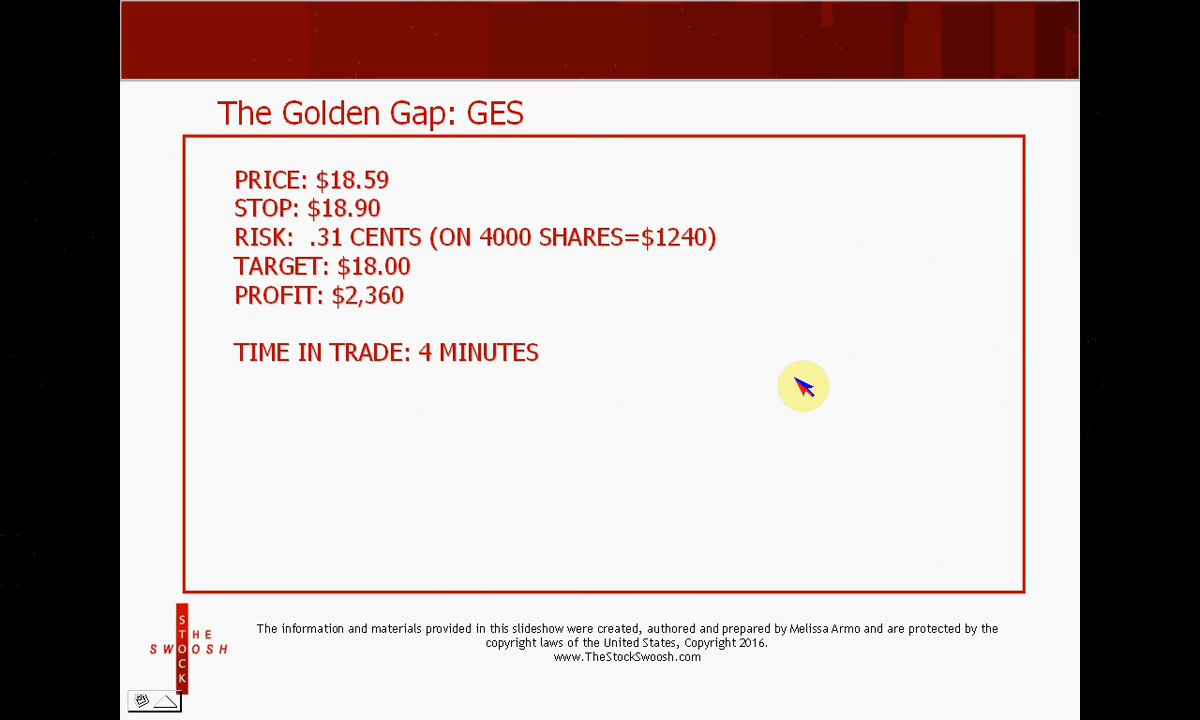 The Golden Gap: GES
PRICE: $18.59
STOP: $18.90
RISK:  .31 CENTS (ON 4000 SHARES=$1240)
TARGET: $18.00
PROFIT: $2,360
TIME IN TRADE: 4 MINUTES
THE
STOCK
SWOOSH
The information and materials provided in this slideshow were created, authored and prepared by Melissa Armo and are protected by the
copyright laws of the United States, Copyright 2016.
www.TheStockSwoosh.com